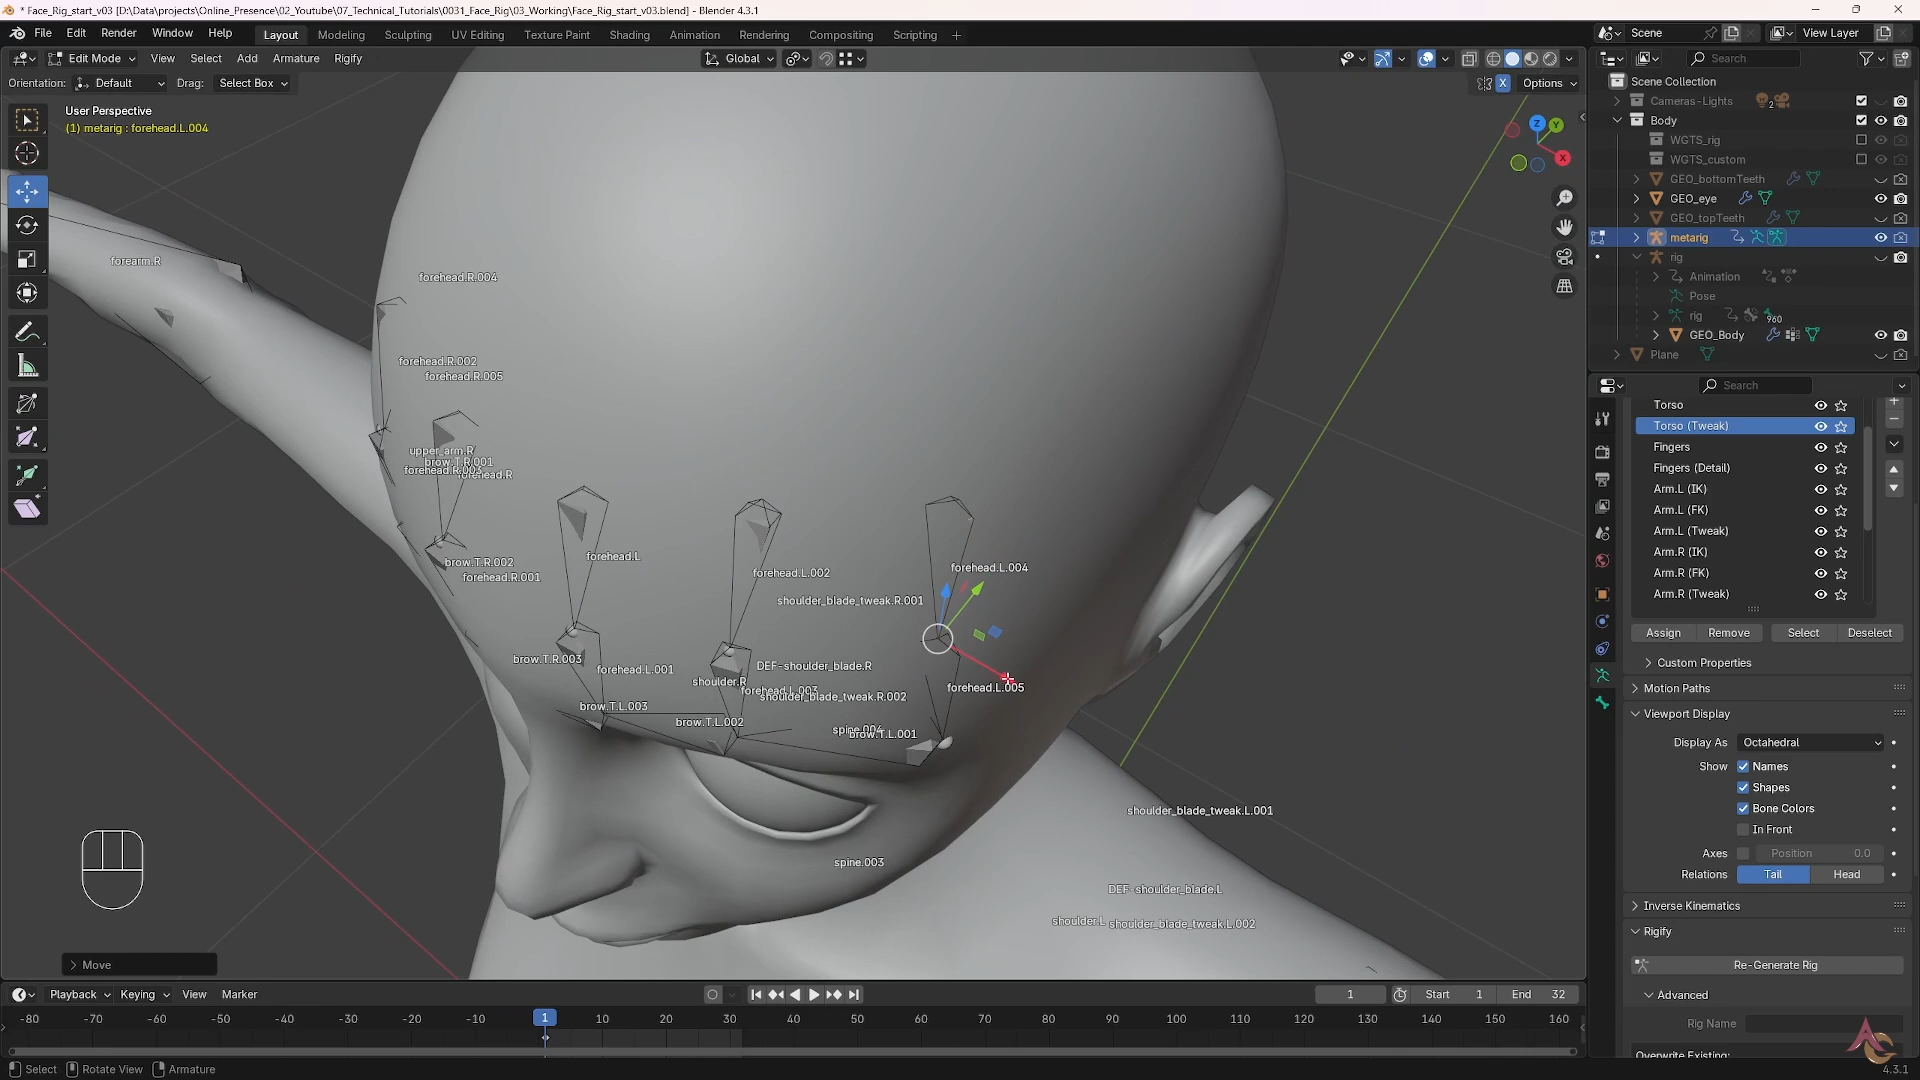 * Face_Rig_start_v03 [D:\Data\projects\Online_Presence\02_Youtube\07_Technical_Tutorials\0031_Face_Rig\03_Working\Face_Rig_start_v03.blend] - Blender 4.3.1
File Edit Render Window Help Layout Modeling Sculpting UV Editing Texture Paint Shading Animation Rendering Compositing Scripting Scene View Layer
Edit Mode View Select Add Armature Rigify Global Search
Orientation: Default Drag: Select Box X Options
Scene Collection
User Perspective
(1) metarig : forehead.L.004
Z Y X
Cameras-Lights 2
Body
WGTS_rig
WGTS_custom
GEO_bottomTeeth
GEO_eye
GEO_topTeeth
metarig
rig
Animation
Pose
rig 960
GEO_Body
Plane
Search
forearm.R
forehead.R.004
forehead.R.002
forehead.R.005
upper_arm.R
brow.T.R.001
forehead.R.003
forehead.R
brow.T.R.002
forehead.R.001
forehead.L
forehead.L.002
forehead.L.004
shoulder_blade_tweak.R.001
brow.T.R.003
forehead.L.001
DEF-shoulder_blade.R
shoulder.R
forehead.L.003
shoulder_blade_tweak.R.002
forehead.L.005
brow.T.L.003
brow.T.L.002
spine.004
brow.T.L.001
shoulder_blade_tweak.L.001
spine.003
DEF-shoulder_blade.L
shoulder.L
shoulder_blade_tweak.L.002
Torso
Torso (Tweak)
Fingers
Fingers (Detail)
Arm.L (IK)
Arm.L (FK)
Arm.L (Tweak)
Arm.R (IK)
Arm.R (FK)
Arm.R (Tweak)
Assign Remove Select Deselect
Custom Properties
Motion Paths
Viewport Display
Display As Octahedral
Show Names
Shapes
Bone Colors
In Front
Axes Position 0.0
Relations Tail Head
Inverse Kinematics
Rigify
Re-Generate Rig
Advanced
Rig Name
Overwrite Existing:
Move
Playback Keying View Marker 1 Start 1 End 32
-80 -70 -60 -50 -40 -30 -20 -10 1 10 20 30 40 50 60 70 80 90 100 110 120 130 140 150 160
Select Rotate View Armature 4.3.1